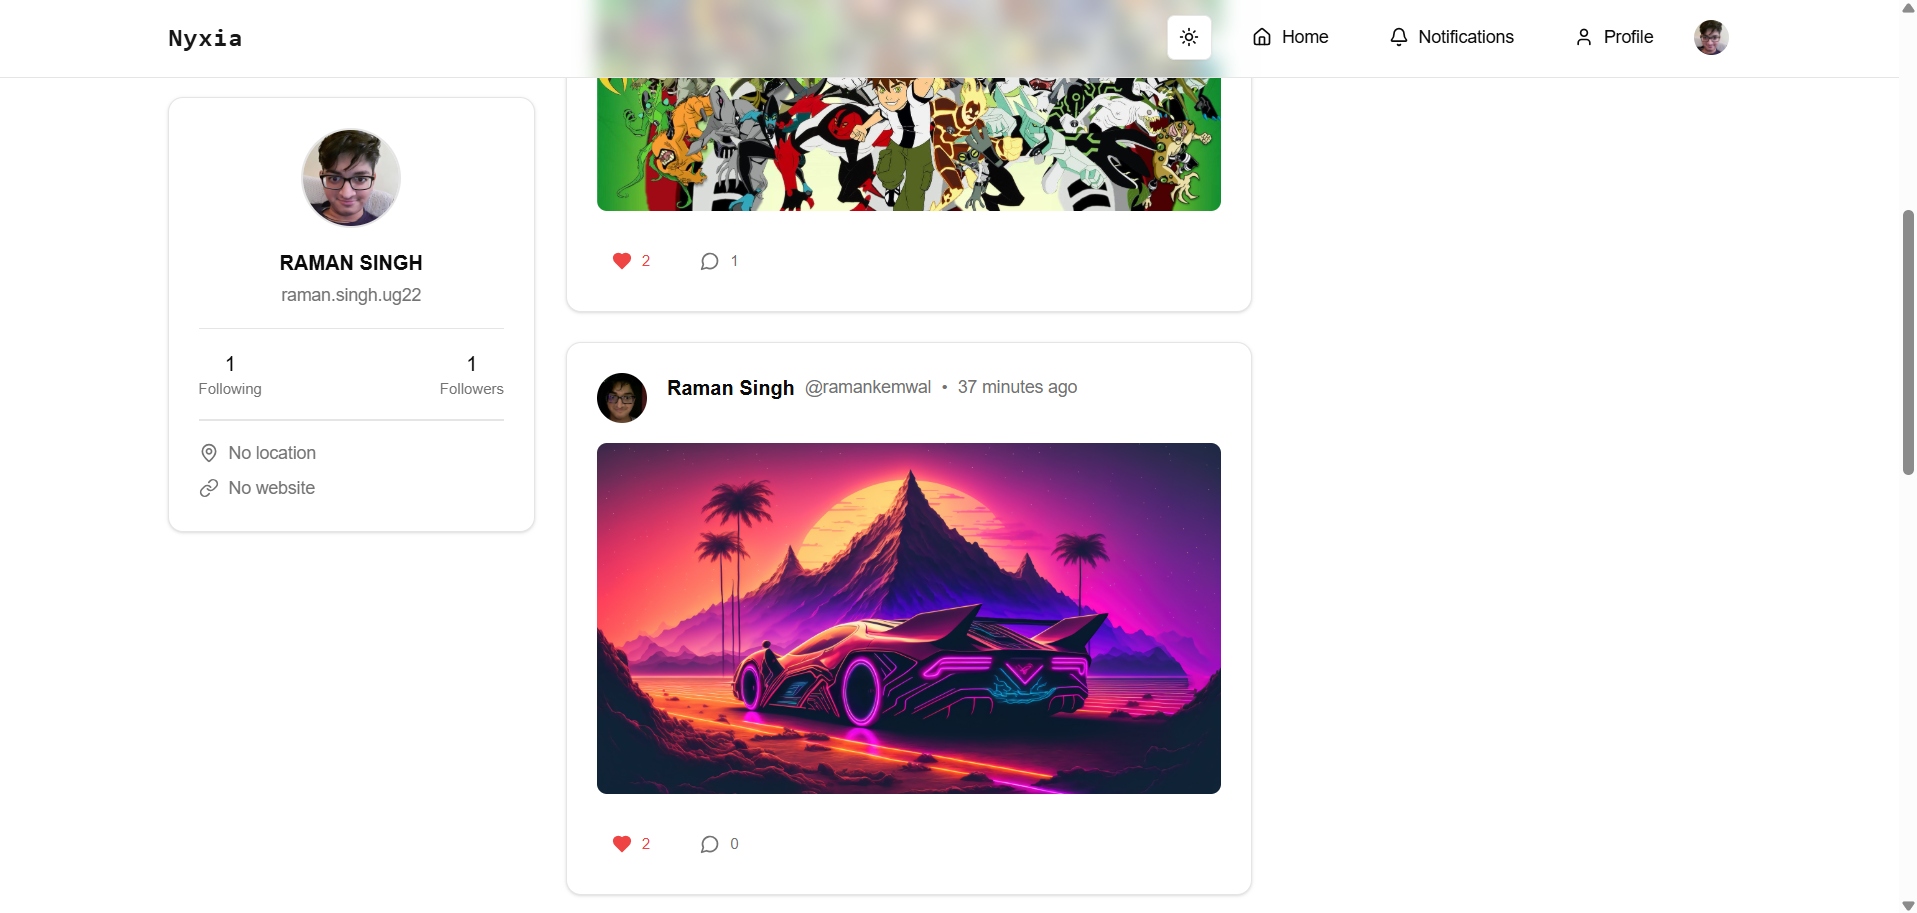 Nyxia
Home
Notifications
Profile
RAMAN SINGH
raman.singh.ug22
1
Following
1
Followers
No location
No website
2
1
Raman Singh @ramankemwal • 37 minutes ago
2
0